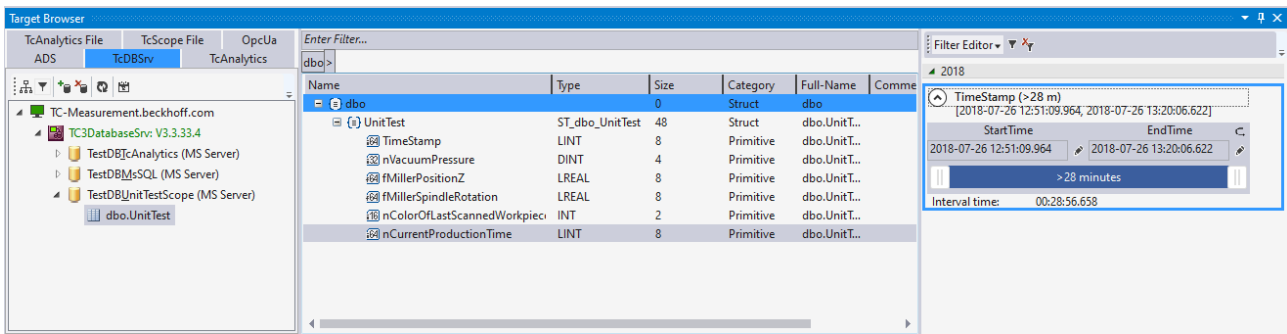 Target Browser
TcAnalytics File TcScope File OpcUa
ADS TcDBSrv TcAnalytics
TC-Measurement.beckhoff.com
TC3DatabaseSrv: V3.3.33.4
TestDBTcAnalytics (MS Server)
TestDBMsSQL (MS Server)
TestDBUnitTestScope (MS Server)
dbo.UnitTest
Enter Filter...
dbo >
Name Type Size Category Full-Name Comme
dbo 0 Struct dbo
UnitTest ST_dbo_UnitTest 48 Struct dbo.UnitT...
TimeStamp LINT 8 Primitive dbo.UnitT...
nVacuumPressure DINT 4 Primitive dbo.UnitT...
fMillerPositionZ LREAL 8 Primitive dbo.UnitT...
fMillerSpindleRotation LREAL 8 Primitive dbo.UnitT...
nColorOfLastScannedWorkpiec INT 2 Primitive dbo.UnitT...
nCurrentProductionTime LINT 8 Primitive dbo.UnitT...
Filter Editor
2018
TimeStamp (>28 m)
[2018-07-26 12:51:09.964, 2018-07-26 13:20:06.622]
StartTime EndTime
2018-07-26 12:51:09.964 2018-07-26 13:20:06.622
>28 minutes
Interval time: 00:28:56.658